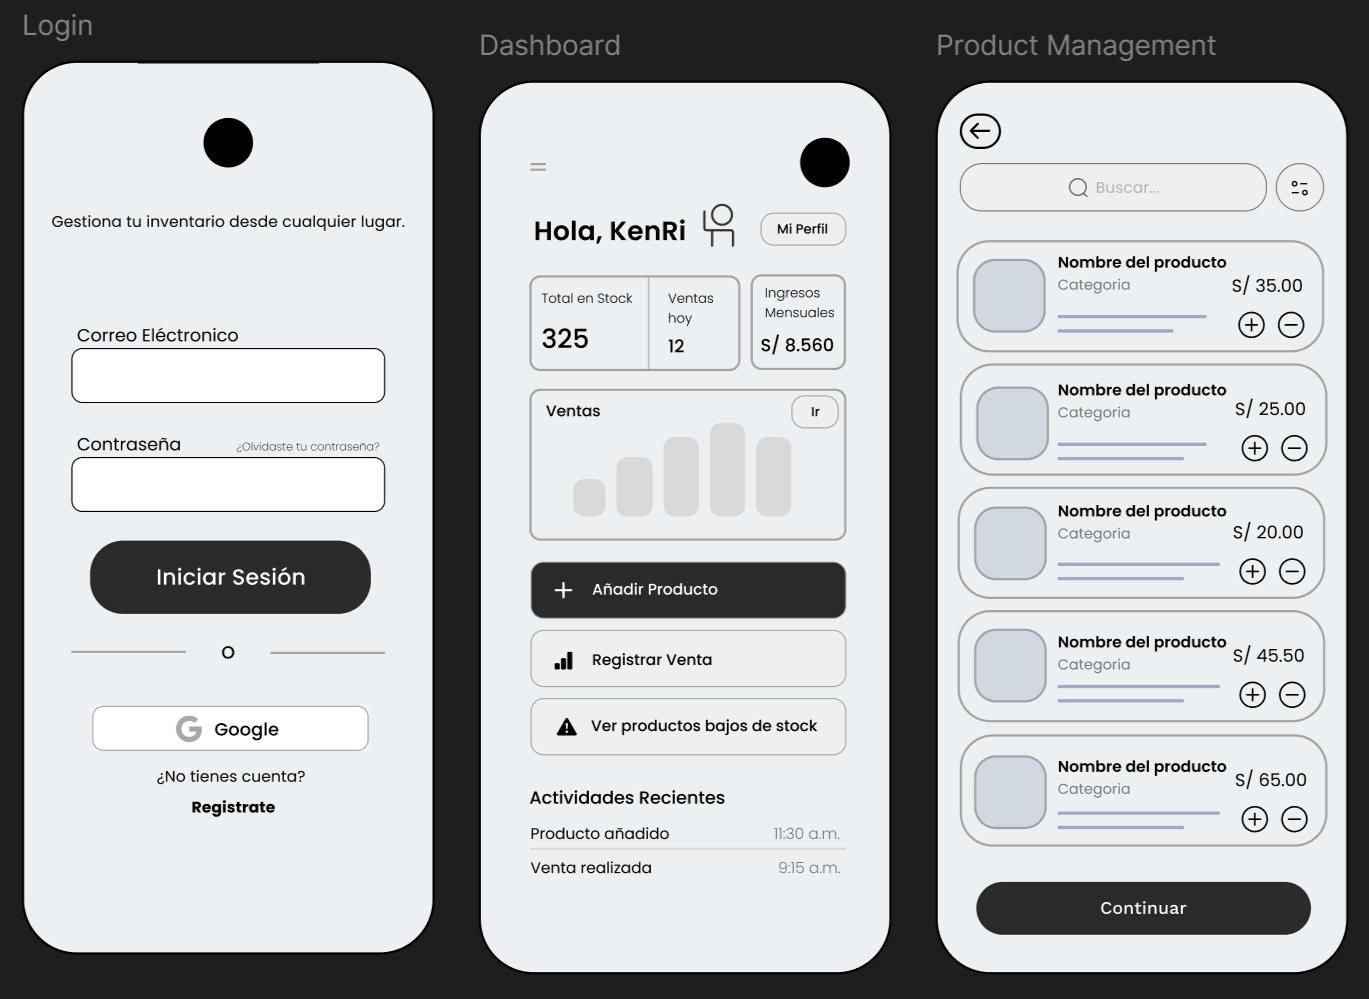 Login
Gestiona tu inventario desde cualquier lugar.
Correo Eléctronico
Contraseña
¿Olvidaste tu contraseña?
Iniciar Sesión
O
Google
¿No tienes cuenta?
Registrate
Dashboard
Hola, KenRi
Mi Perfil
Total en Stock
325
Ventas
hoy
12
Ingresos
Mensuales
S/ 8.560
Ventas
Ir
Añadir Producto
Registrar Venta
Ver productos bajos de stock
Actividades Recientes
Producto añadido 11:30 a.m.
Venta realizada 9:15 a.m.
Product Management
Buscar...
Nombre del producto
Categoria
S/ 35.00
Nombre del producto
Categoria
S/ 25.00
Nombre del producto
Categoria
S/ 20.00
Nombre del producto
Categoria
S/ 45.50
Nombre del producto
Categoria
S/ 65.00
Continuar